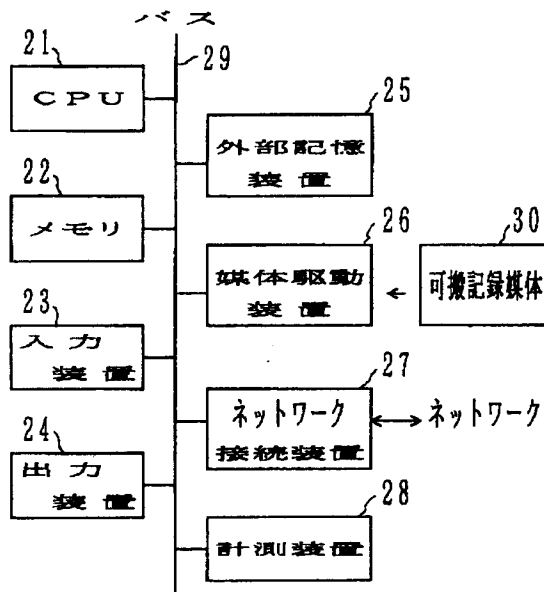 バス
21
29
CPU
25
外部記憶
装置
22
メモリ
26
30
媒体駆動
装置
可搬記録媒体
23
入力
装置
27
ネットワーク
接続装置
ネットワーク
24
出力
装置
28
計測装置